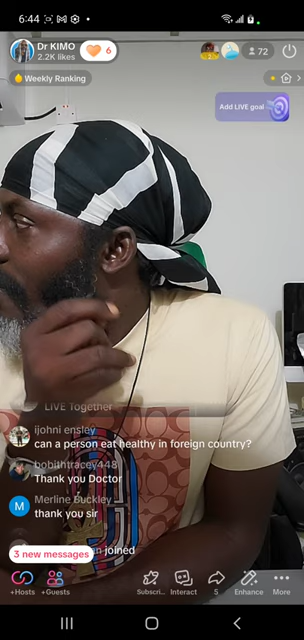 6:44
Dr KIMO
2.2K likes
6
72
Weekly Ranking
Add LIVE goal
LIVE Together
ijohni ensley
can a person eat healthy in foreign country?
bobithtracey448
Thank you Doctor
M
Merline Buckley
thank you sir
3 new messages
joined
+Hosts
+Guests
Subscri...
Interact
5
Enhance
More